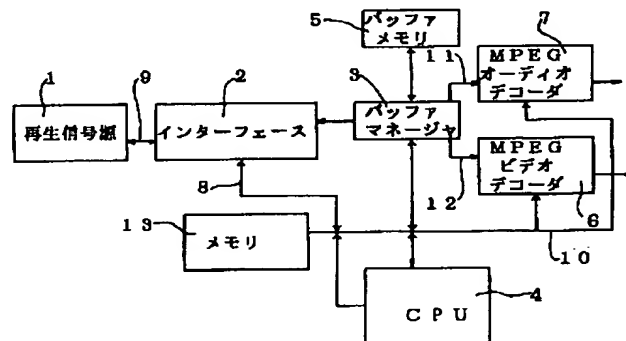 1
再生信号源
9
2
インターフェース
8
13
メモリ
5
バッファ
メモリ
3
バッファ
マネージャ
11
12
7
MPEG
オーディオ
デコーダ
MPEG
ビデオ
デコーダ
6
10
CPU
4